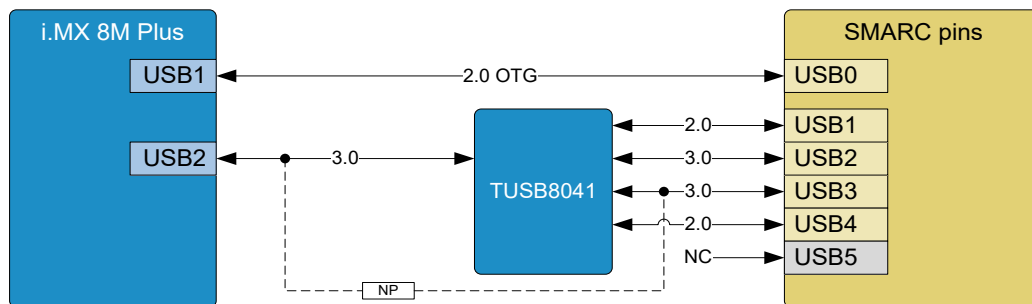 i.MX 8M Plus
SMARC pins
USB1
2.0 OTG
USB0
2.0
USB1
USB2
3.0
3.0
USB2
TUSB8041
3.0
USB3
2.0
USB4
NC
USB5
NP